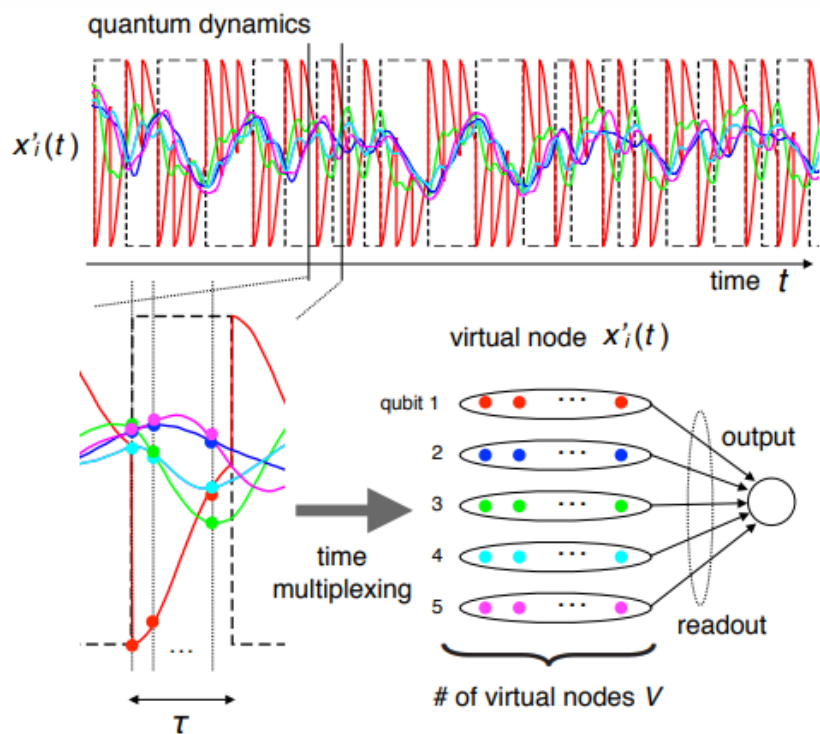 quantum dynamics
x'i(t)
time t
virtual node x'i(t)
qubit 1
2
3
4
5
...
...
...
...
...
output
readout
time
multiplexing
...
τ
# of virtual nodes V